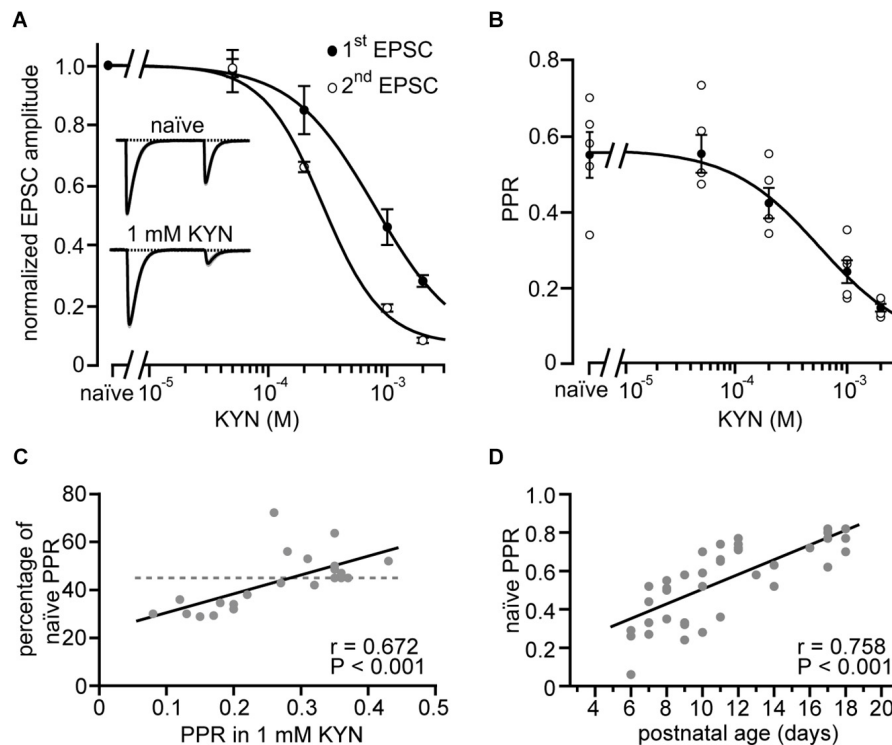 A
normalized EPSC amplitude
1.0
0.8
0.6
0.4
0.2
0
1st EPSC
2nd EPSC
naïve
1 mM KYN
naïve
10-5
10-4
10-3
KYN (M)
B
PPR
0.8
0.6
0.4
0.2
0
naïve
10-5
10-4
10-3
KYN (M)
C
percentage of
naïve PPR
80
60
40
20
0
r = 0.672
P < 0.001
0
0.1
0.2
0.3
0.4
0.5
PPR in 1 mM KYN
D
naïve PPR
1.0
0.8
0.6
0.4
0.2
0
r = 0.758
P < 0.001
4
6
8
10
12
14
16
18
20
postnatal age (days)